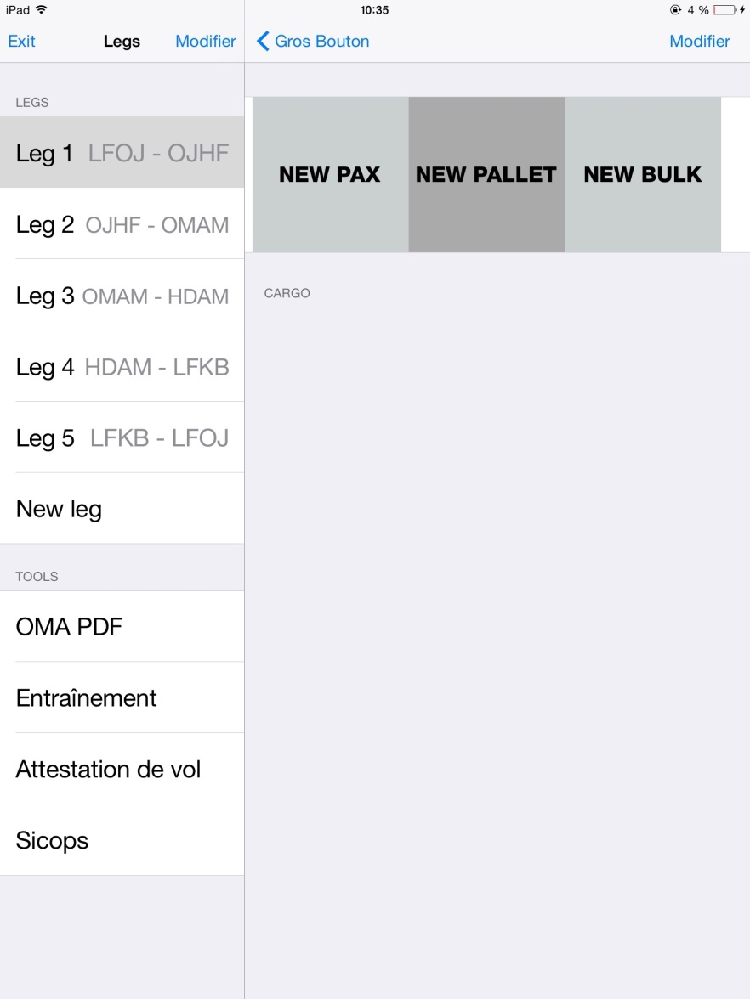 iPad 10:35 4 %
Exit Legs Modifier
Gros Bouton Modifier
LEGS
Leg 1 LFOJ - OJHF
Leg 2 OJHF - OMAM
Leg 3 OMAM - HDAM
Leg 4 HDAM - LFKB
Leg 5 LFKB - LFOJ
New leg
TOOLS
OMA PDF
Entraînement
Attestation de vol
Sicops
NEW PAX NEW PALLET NEW BULK
CARGO